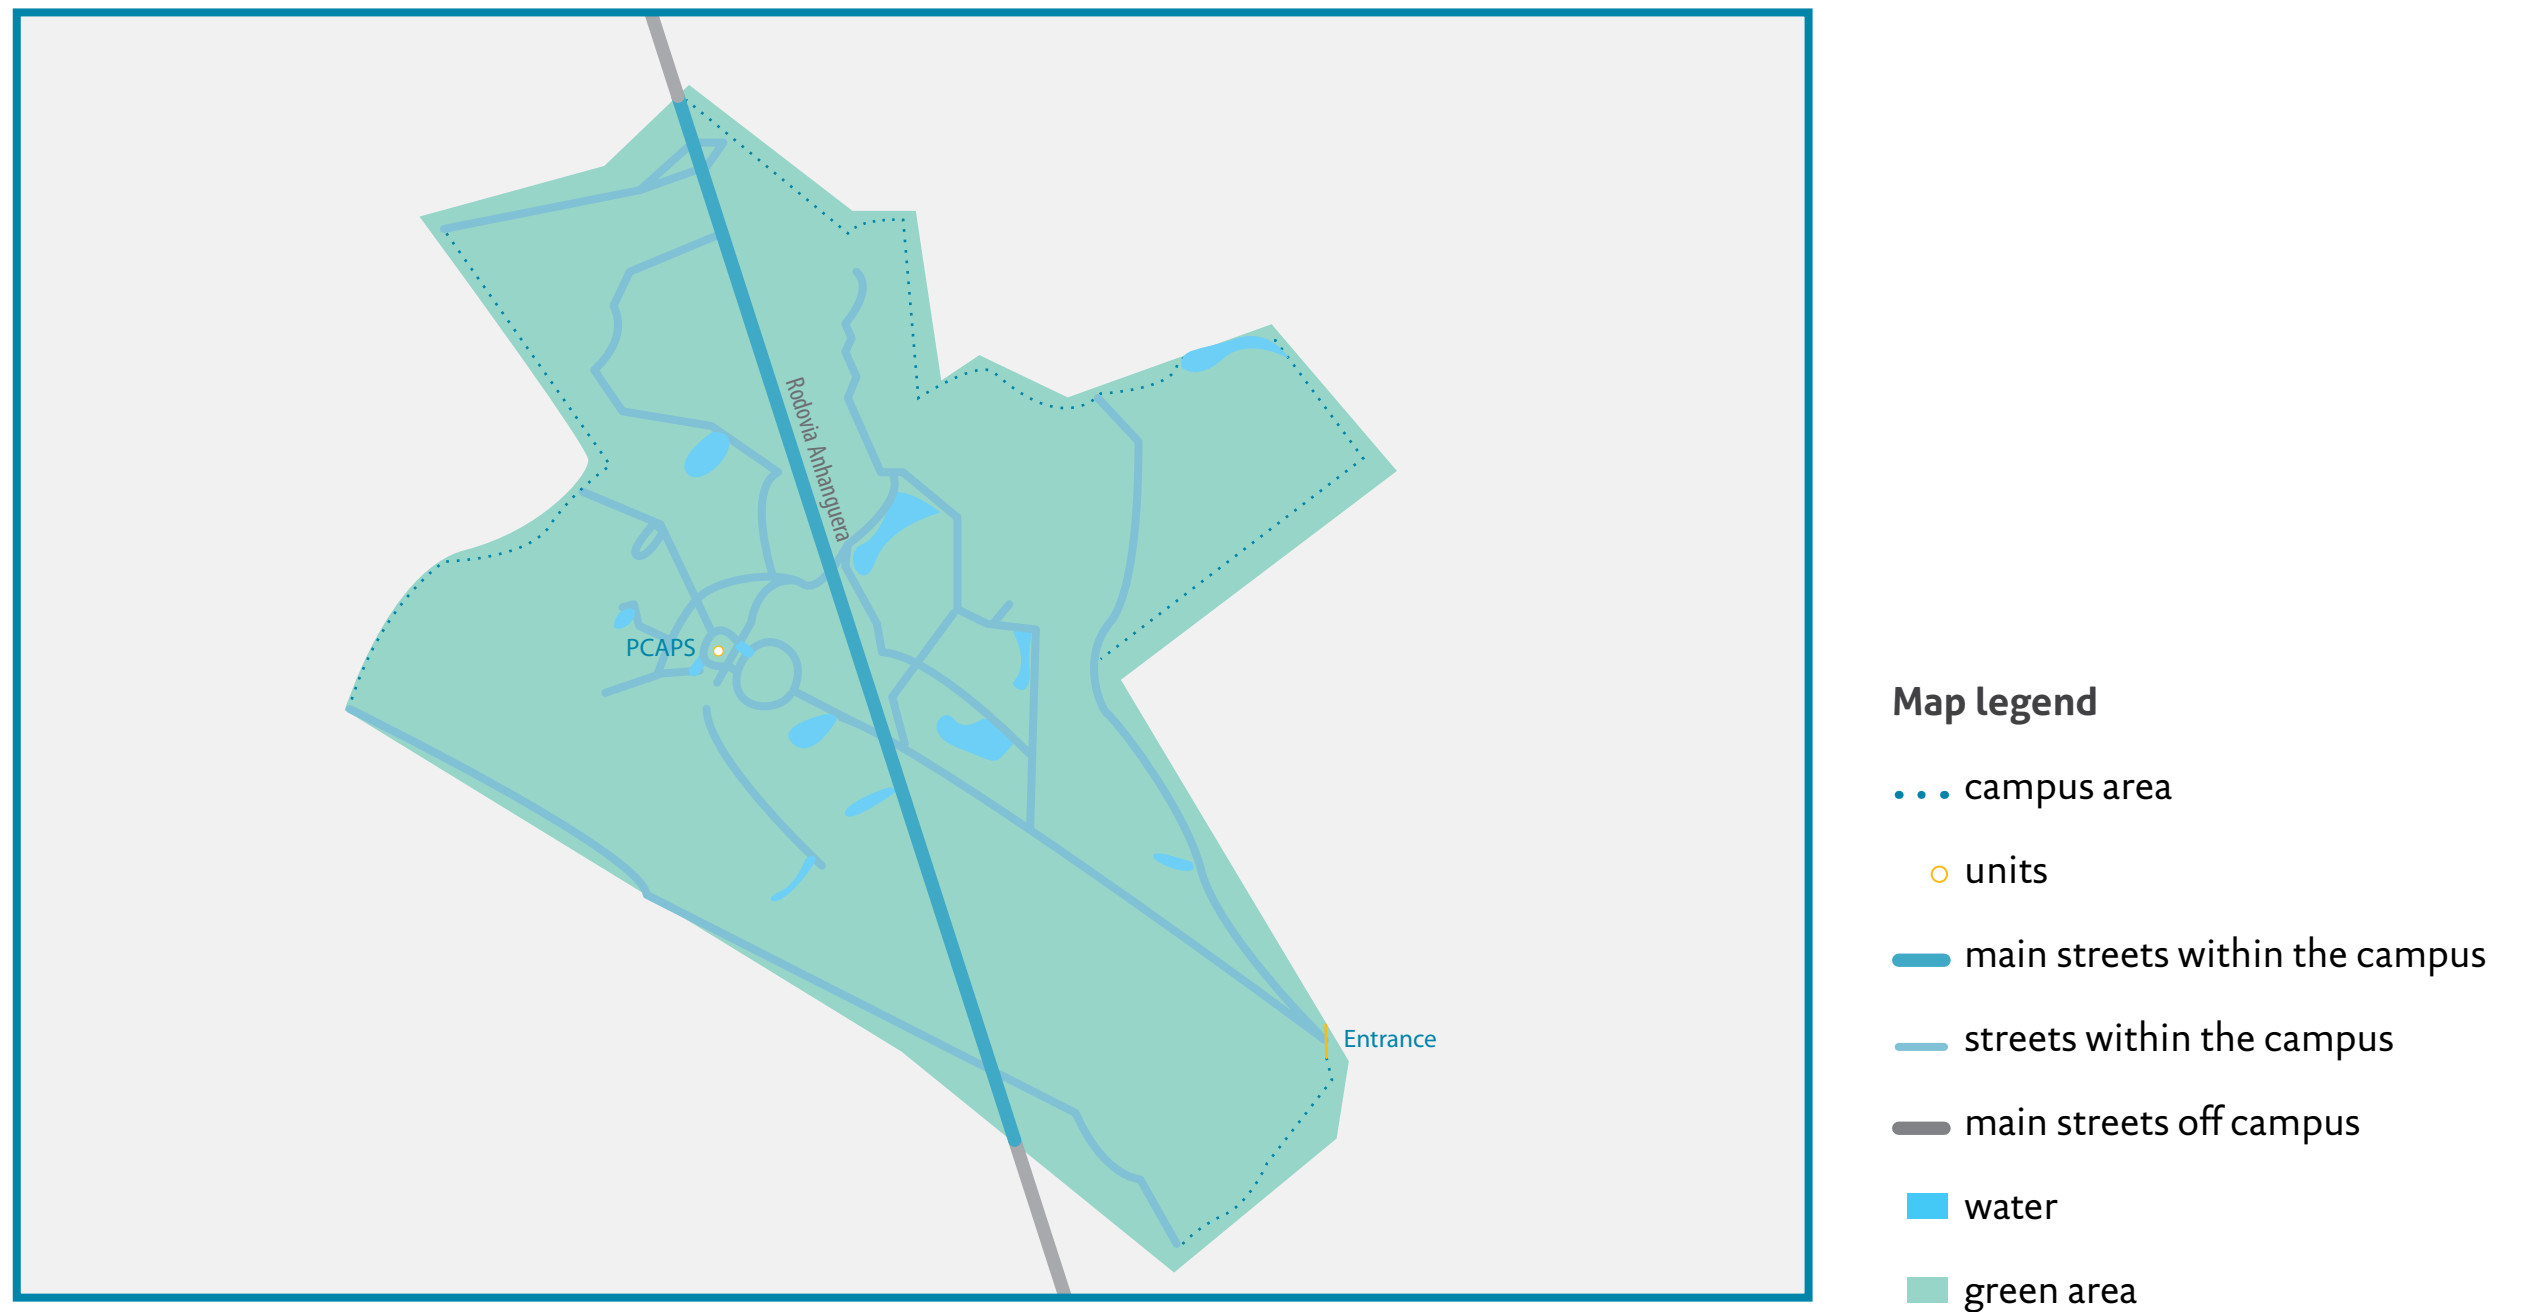 Rodovia Anhanguera
PCAPS
Entrance
Map legend
campus area
units
main streets within the campus
streets within the campus
main streets off campus
water
green area